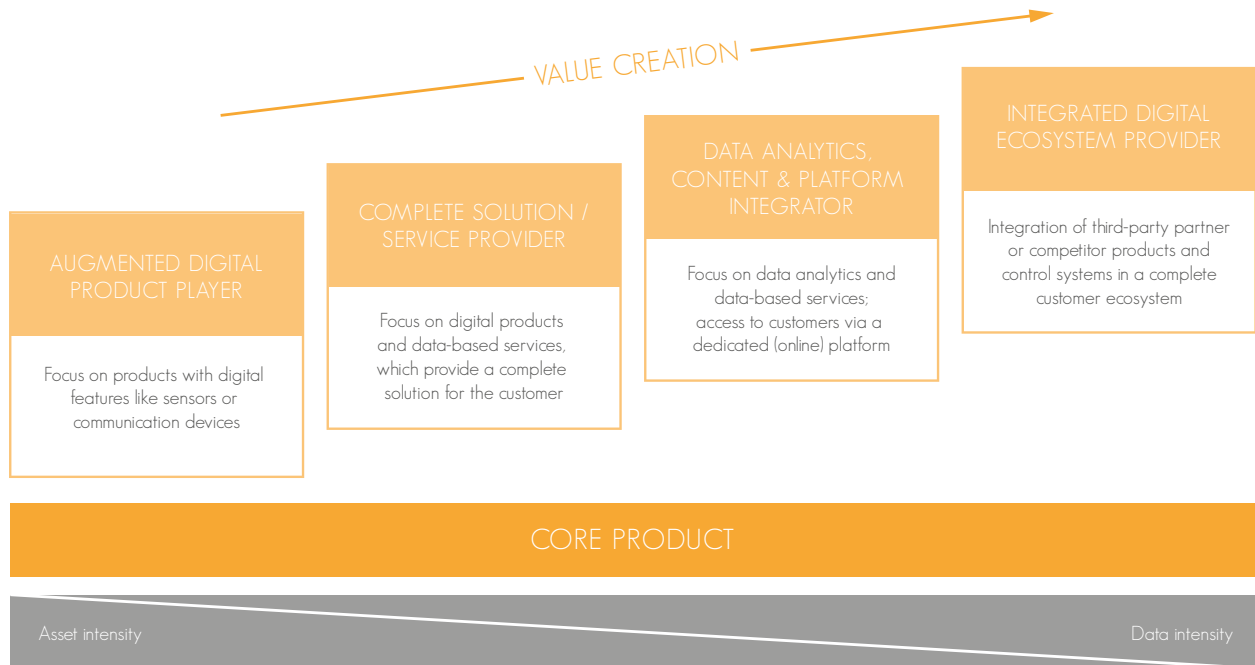 VALUE CREATION
AUGMENTED DIGITAL
PRODUCT PLAYER
Focus on products with digital
features like sensors or
communication devices
COMPLETE SOLUTION /
SERVICE PROVIDER
Focus on digital products
and data-based services,
which provide a complete
solution for the customer
DATA ANALYTICS,
CONTENT & PLATFORM
INTEGRATOR
Focus on data analytics and
data-based services;
access to customers via a
dedicated (online) platform
INTEGRATED DIGITAL
ECOSYSTEM PROVIDER
Integration of third-party partner
or competitor products and
control systems in a complete
customer ecosystem
CORE PRODUCT
Asset intensity
Data intensity